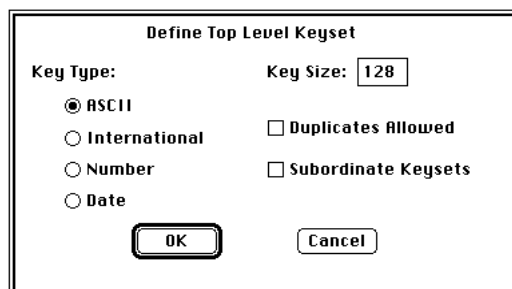 Define Top Level Keyset
Key Type:
Key Size: 128
ASCII
International
Duplicates Allowed
Number
Subordinate Keysets
Date
OK
Cancel